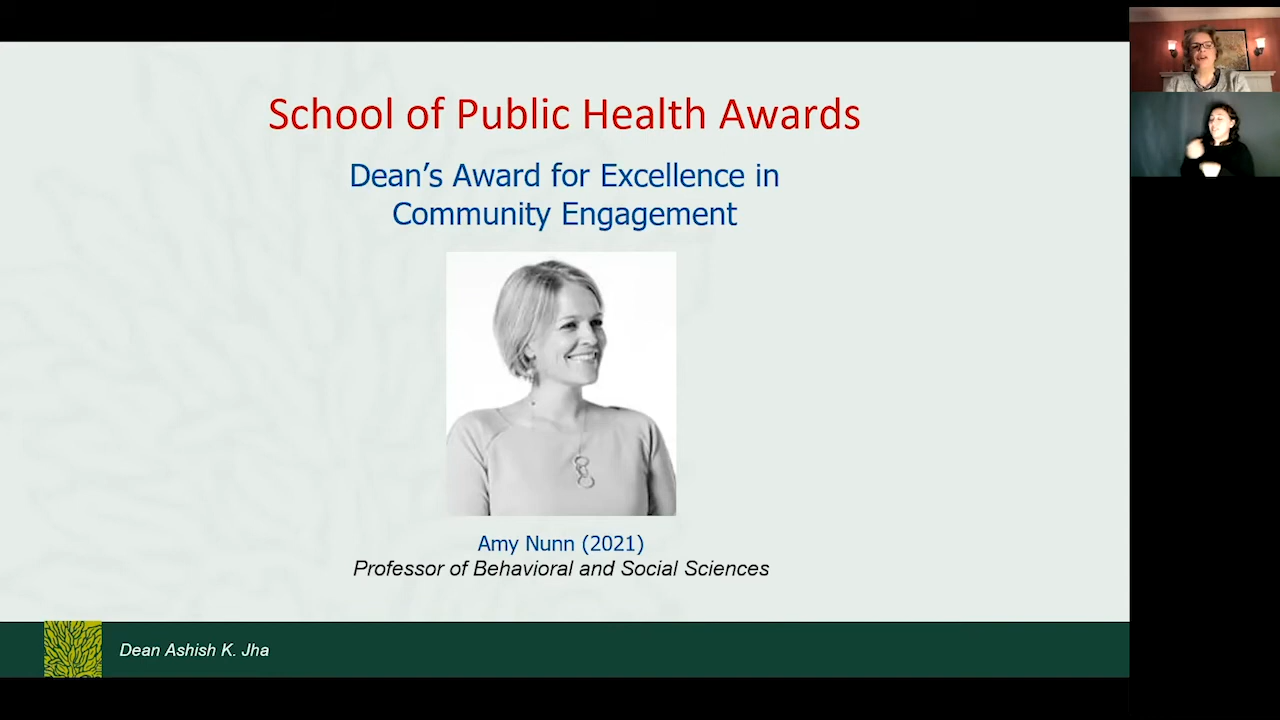 School of Public Health Awards
Dean’s Award for Excellence in
Community Engagement
Amy Nunn (2021)
Professor of Behavioral and Social Sciences
Dean Ashish K. Jha